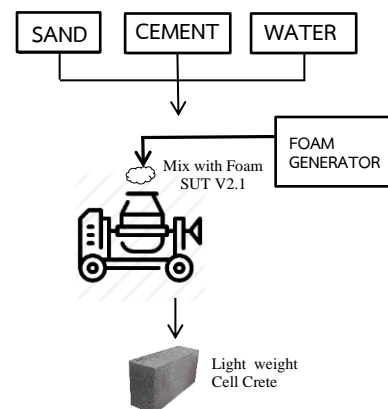 SAND
CEMENT
WATER
FOAM
GENERATOR
Mix with Foam
SUT V2.1
Light weight
Cell Crete